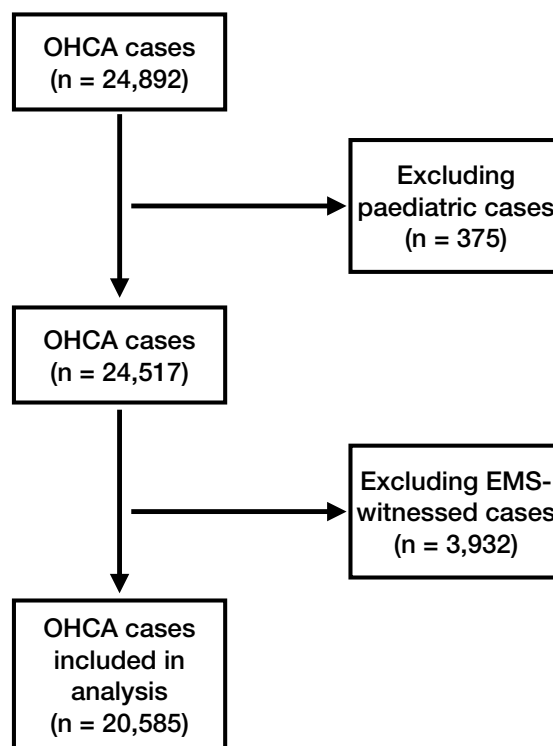 OHCA cases
(n = 24,892)
Excluding
paediatric cases
(n = 375)
OHCA cases
(n = 24,517)
Excluding EMS-
witnessed cases
(n = 3,932)
OHCA cases
included in
analysis
(n = 20,585)